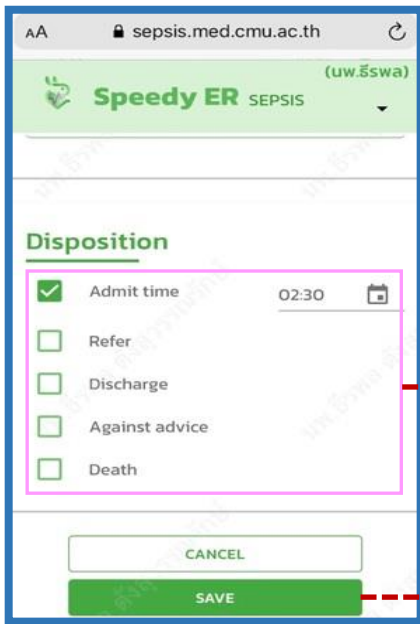 AA sepsis.med.cmu.ac.th
(นพ.ธีรพล)
Speedy ER SEPSIS
Disposition
Admit time 02:30
Refer
Discharge
Against advice
Death
CANCEL
SAVE